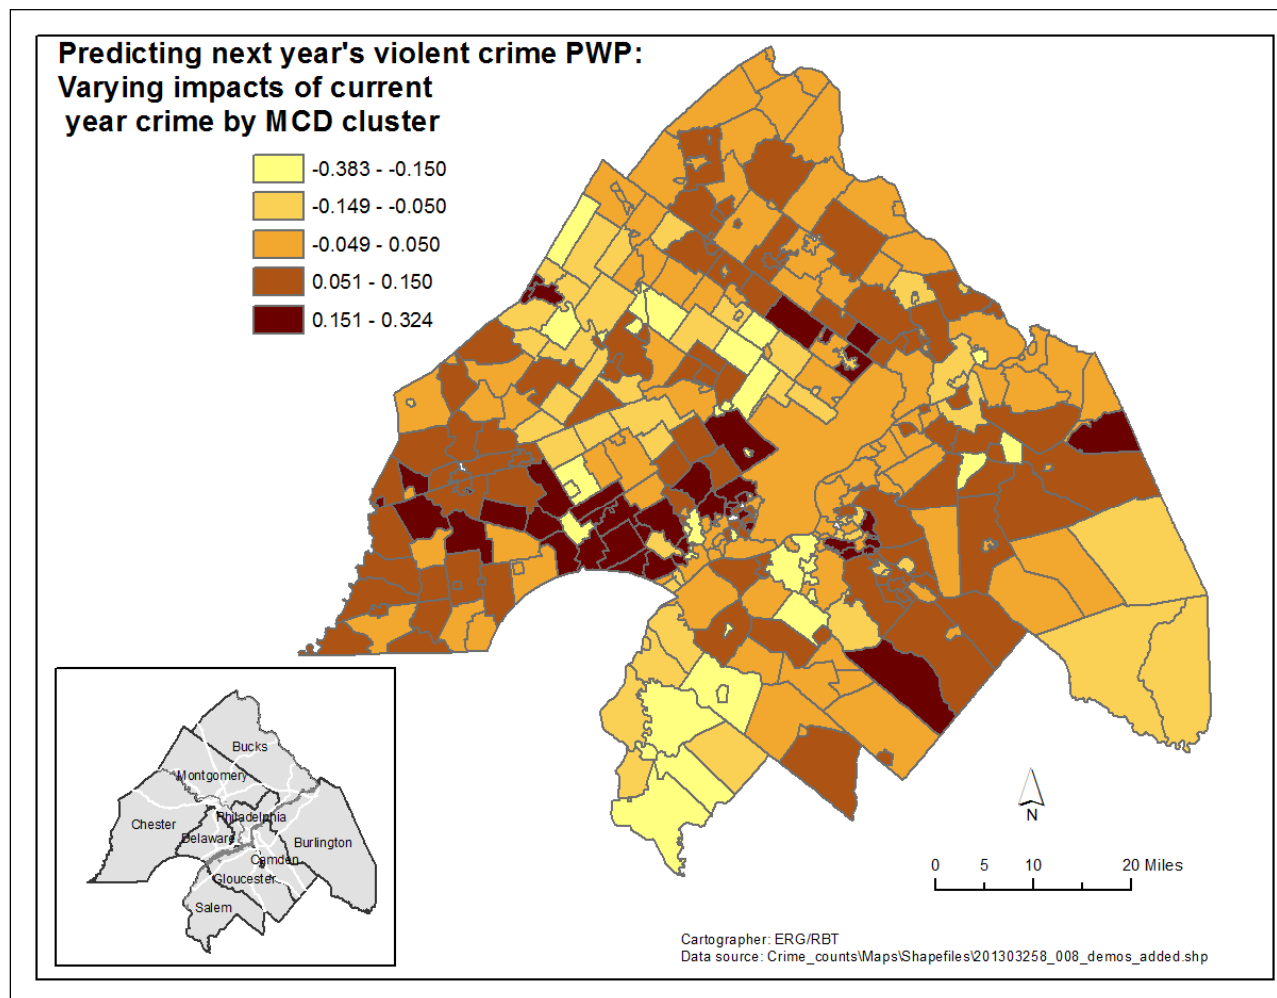 Predicting next year's violent crime PWP:
Varying impacts of current
year crime by MCD cluster
-0.383 - -0.150
-0.149 - -0.050
-0.049 - 0.050
0.051 - 0.150
0.151 - 0.324
Bucks
Montgomery
Philadelphia
Chester
Delaware
Burlington
Camden
Gloucester
Salem
N
0 5 10 20 Miles
Cartographer: ERG/RBT
Data source: Crime_counts\Maps\Shapefiles\201303258_008_demos_added.shp